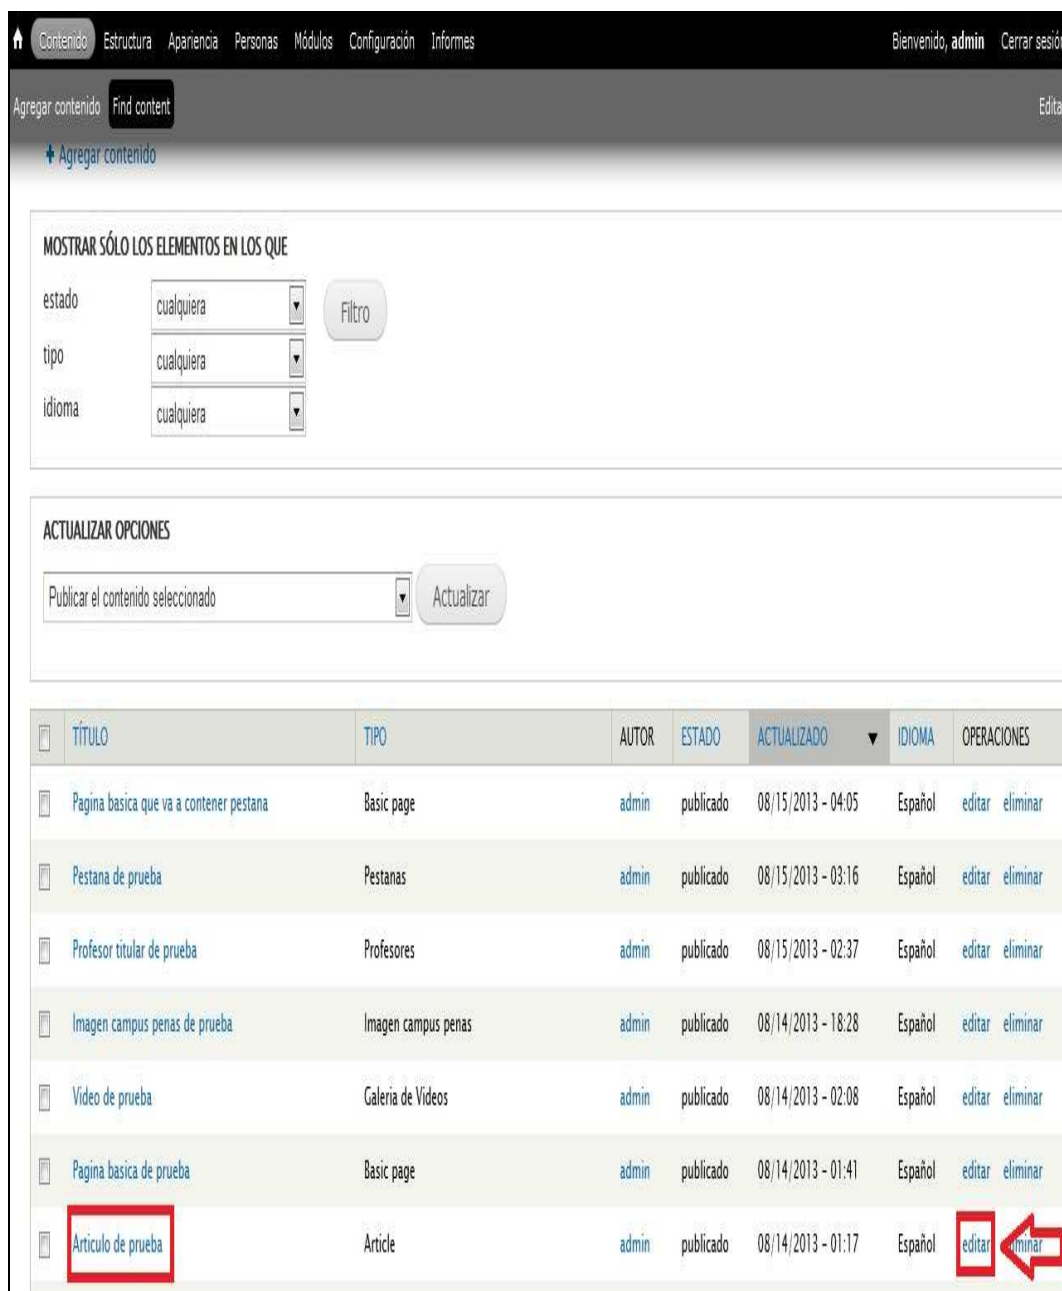 Contenido Estructura Apariencia Personas Módulos Configuración Informes Bienvenido, admin Cerrar sesión
Agregar contenido Find content Edita
+ Agregar contenido
MOSTRAR SÓLO LOS ELEMENTOS EN LOS QUE
estado cualquiera Filtro
tipo cualquiera
idioma cualquiera
ACTUALIZAR OPCIONES
Publicar el contenido seleccionado Actualizar
TÍTULO TIPO AUTOR ESTADO ACTUALIZADO IDIOMA OPERACIONES
Pagina basica que va a contener pestana Basic page admin publicado 08/15/2013 - 04:05 Español editar eliminar
Pestana de prueba Pestanas admin publicado 08/15/2013 - 03:16 Español editar eliminar
Profesor titular de prueba Profesores admin publicado 08/15/2013 - 02:37 Español editar eliminar
Imagen campus penas de prueba Imagen campus penas admin publicado 08/14/2013 - 18:28 Español editar eliminar
Video de prueba Galeria de Videos admin publicado 08/14/2013 - 02:08 Español editar eliminar
Pagina basica de prueba Basic page admin publicado 08/14/2013 - 01:41 Español editar eliminar
Articulo de prueba Article admin publicado 08/14/2013 - 01:17 Español editar eliminar